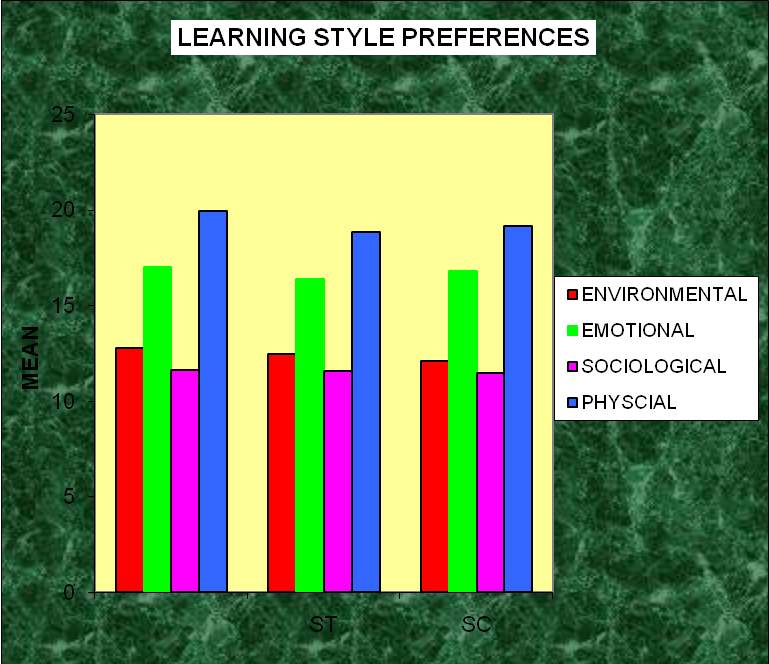 LEARNING STYLE PREFERENCES
25
20
15
10
5
0
MEAN
ST
SC
ENVIRONMENTAL
EMOTIONAL
SOCIOLOGICAL
PHYSCIAL